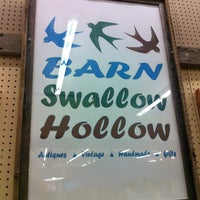 BARN
Swallow
Hollow
Antiques ▲ Vintage ▲ Handmade ▲ Gifts